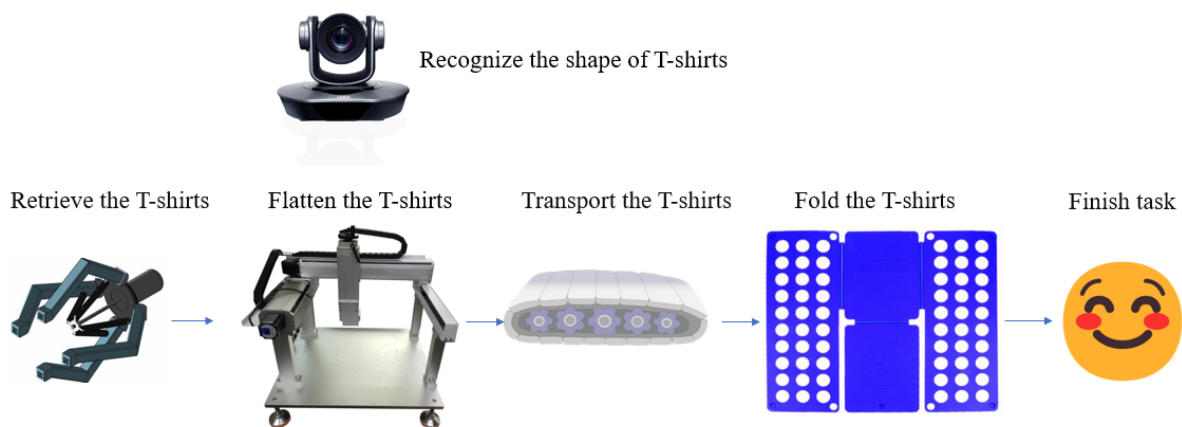 Recognize the shape of T-shirts
Retrieve the T-shirts
Flatten the T-shirts
Transport the T-shirts
Fold the T-shirts
Finish task